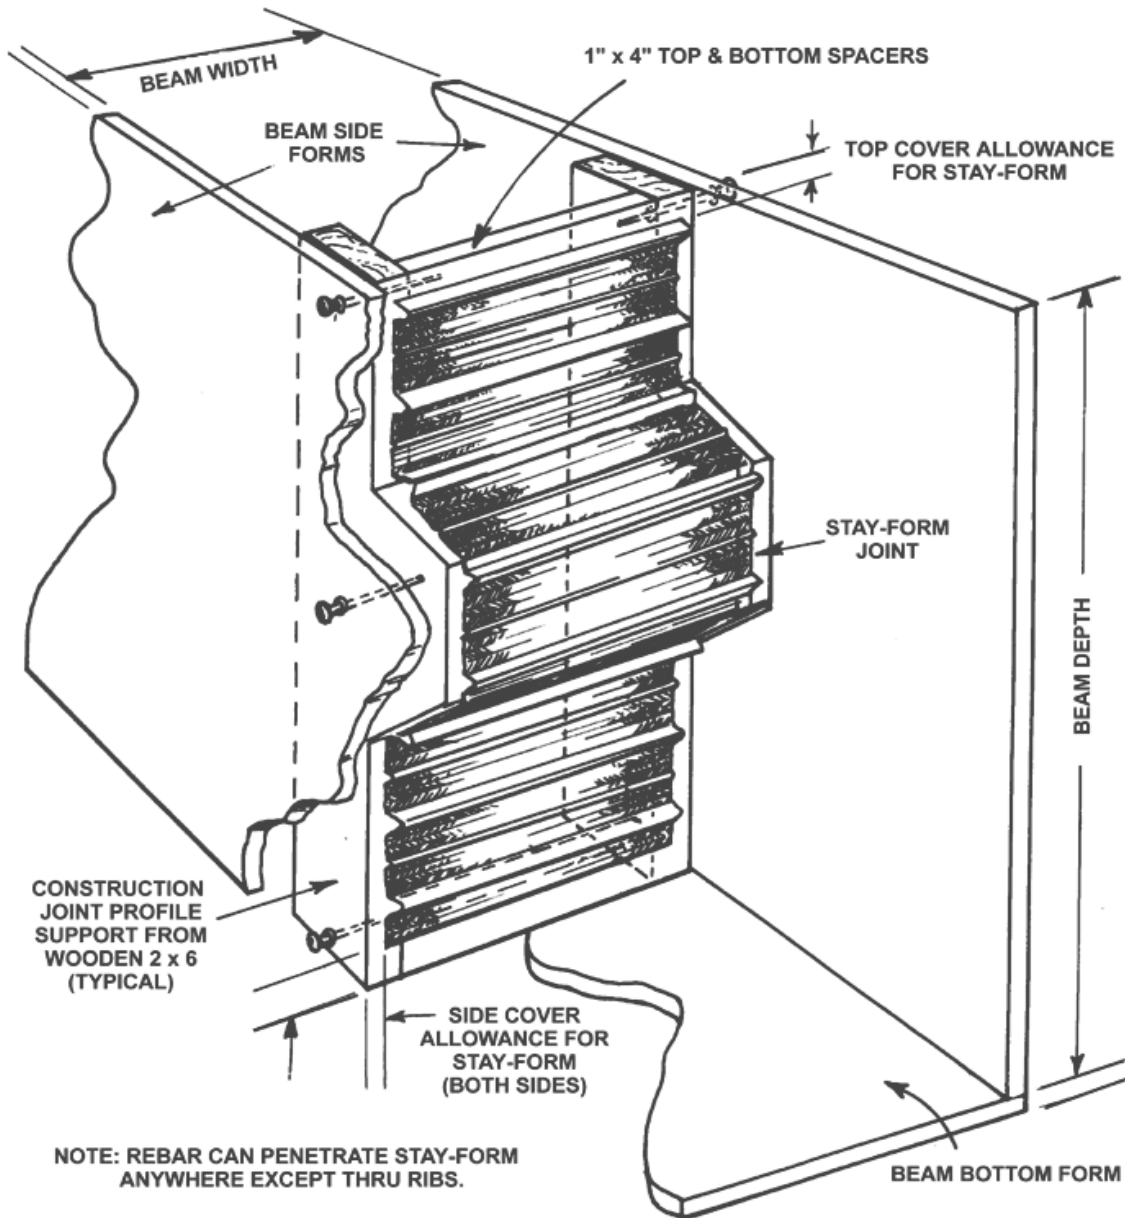 1" x 4" TOP & BOTTOM SPACERS
BEAM WIDTH
BEAM SIDE
FORMS
TOP COVER ALLOWANCE
FOR STAY-FORM
STAY-FORM
JOINT
BEAM DEPTH
CONSTRUCTION
JOINT PROFILE
SUPPORT FROM
WOODEN 2 x 6
(TYPICAL)
SIDE COVER
ALLOWANCE FOR
STAY-FORM
(BOTH SIDES)
NOTE: REBAR CAN PENETRATE STAY-FORM
ANYWHERE EXCEPT THRU RIBS.
BEAM BOTTOM FORM